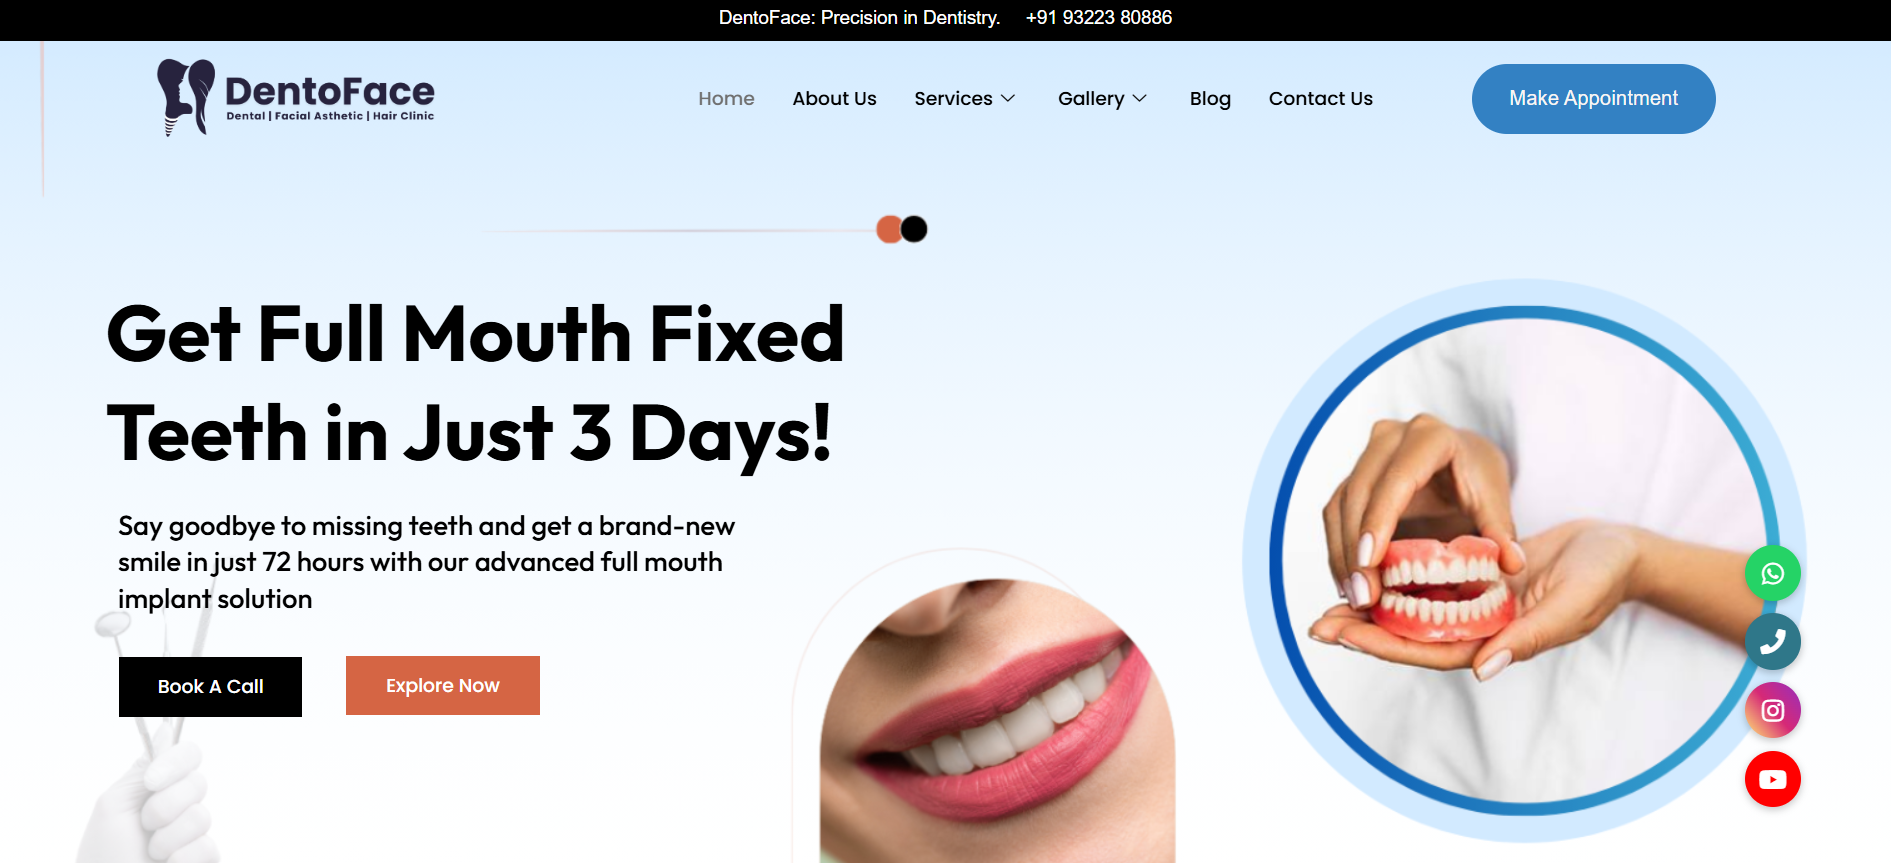 DentoFace: Precision in Dentistry. +91 93223 80886
DentoFace
Dental | Facial Asthetic | Hair Clinic
Home About Us Services Gallery Blog Contact Us
Make Appointment
Get Full Mouth Fixed
Teeth in Just 3 Days!
Say goodbye to missing teeth and get a brand-new
smile in just 72 hours with our advanced full mouth
implant solution
Book A Call
Explore Now